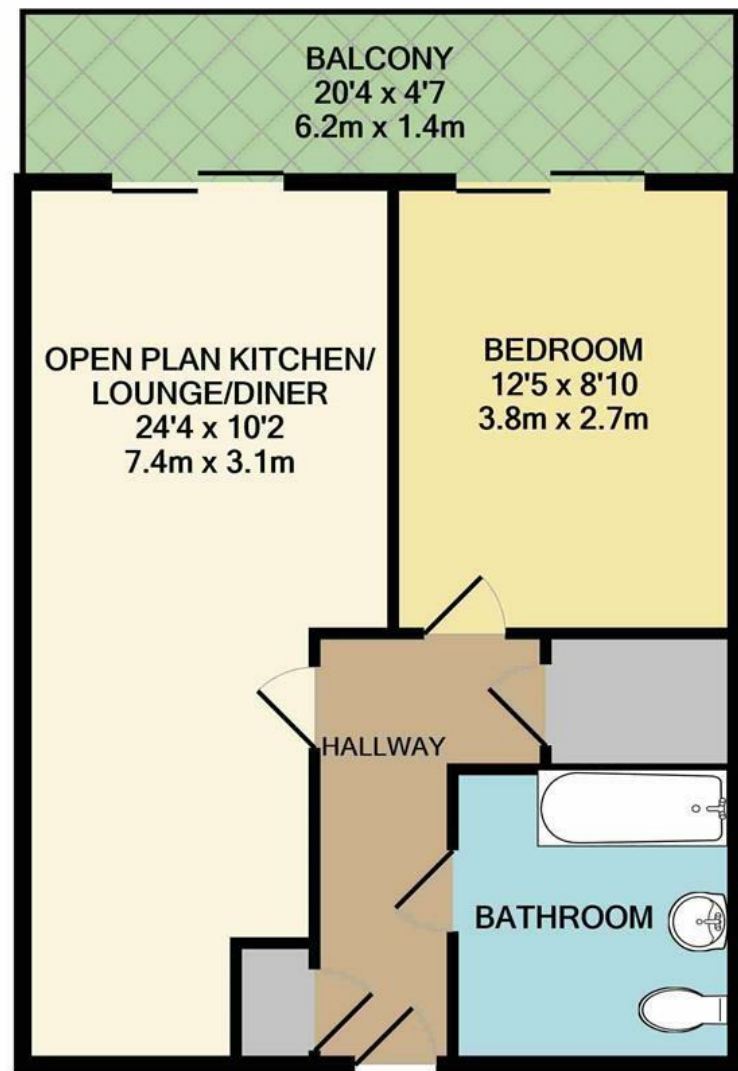 BALCONY
20'4 x 4'7
6.2m x 1.4m
OPEN PLAN KITCHEN/
LOUNGE/DINER
24'4 x 10'2
7.4m x 3.1m
BEDROOM
12'5 x 8'10
3.8m x 2.7m
HALLWAY
BATHROOM